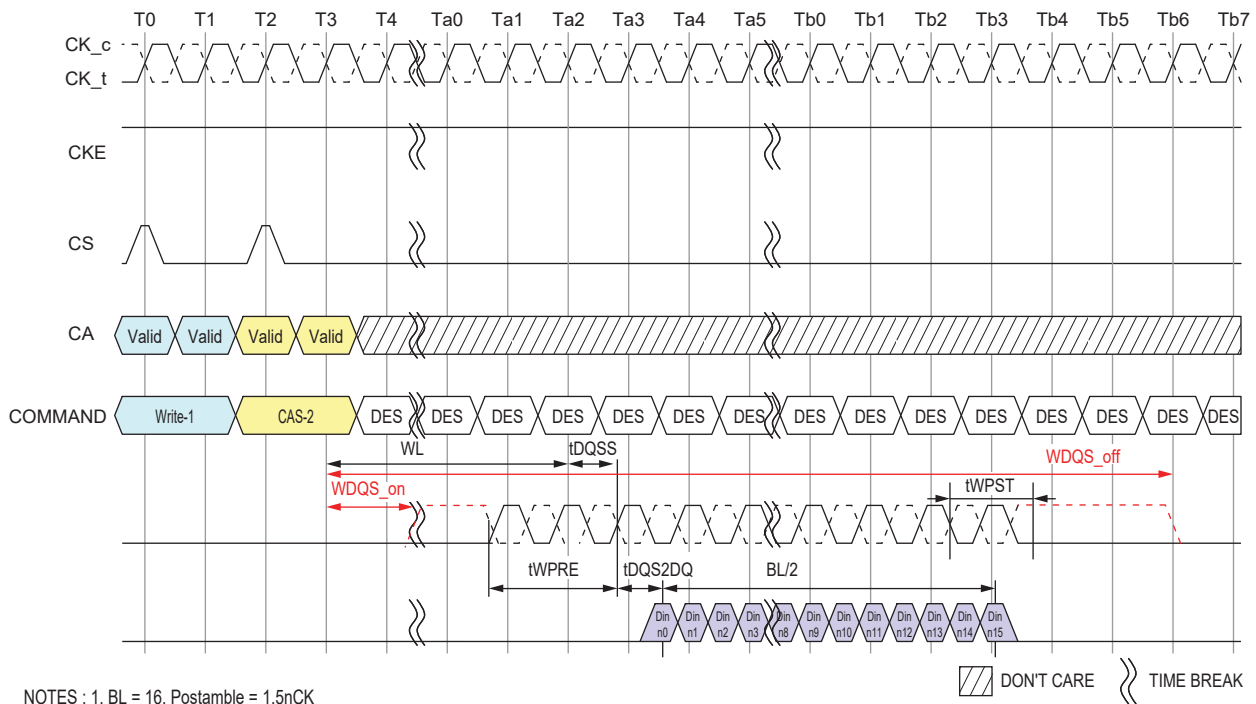 T0 T1 T2 T3 T4 Ta0 Ta1 Ta2 Ta3 Ta4 Ta5 Tb0 Tb1 Tb2 Tb3 Tb4 Tb5 Tb6 Tb7
CK_c
CK_t
CKE
CS
CA Valid Valid Valid Valid
COMMAND Write-1 CAS-2 DES DES DES DES DES DES DES DES DES DES DES DES DES DES DES
WL tDQSS WDQS_off
WDQS_on tWPST
tWPRE tDQS2DQ BL/2
Din Din Din Din Din Din Din Din Din Din Din Din
n0 n1 n2 n3 n8 n9 n10 n11 n12 n13 n14 n15
NOTES : 1. BL = 16, Postamble = 1.5nCK
DON'T CARE TIME BREAK